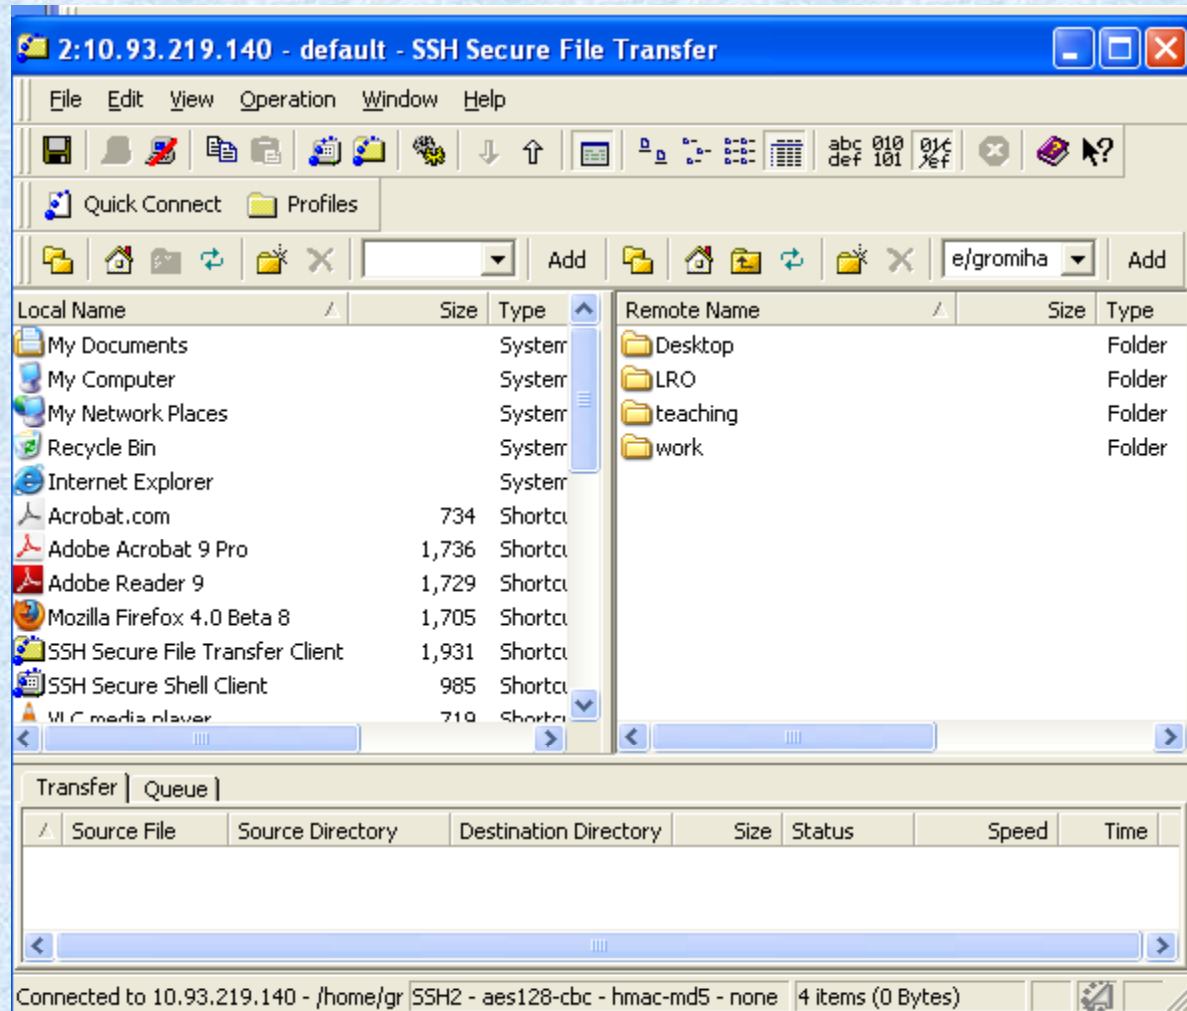 2:10.93.219.140 - default - SSH Secure File Transfer
File Edit View Operation Window Help
abc def 010 101
Quick Connect Profiles
Add e/gromiha Add
Local Name Size Type Remote Name Size Type
My Documents System Desktop Folder
My Computer System LRO Folder
My Network Places System teaching Folder
Recycle Bin System work Folder
Internet Explorer System
Acrobat.com 734 Shortcu
Adobe Acrobat 9 Pro 1,736 Shortcu
Adobe Reader 9 1,729 Shortcu
Mozilla Firefox 4.0 Beta 8 1,705 Shortcu
SSH Secure File Transfer Client 1,931 Shortcu
SSH Secure Shell Client 985 Shortcu
VLC media player 719 Shortcu
Transfer Queue
Source File Source Directory Destination Directory Size Status Speed Time
Connected to 10.93.219.140 - /home/gr SSH2 - aes128-cbc - hmac-md5 - none 4 items (0 Bytes)